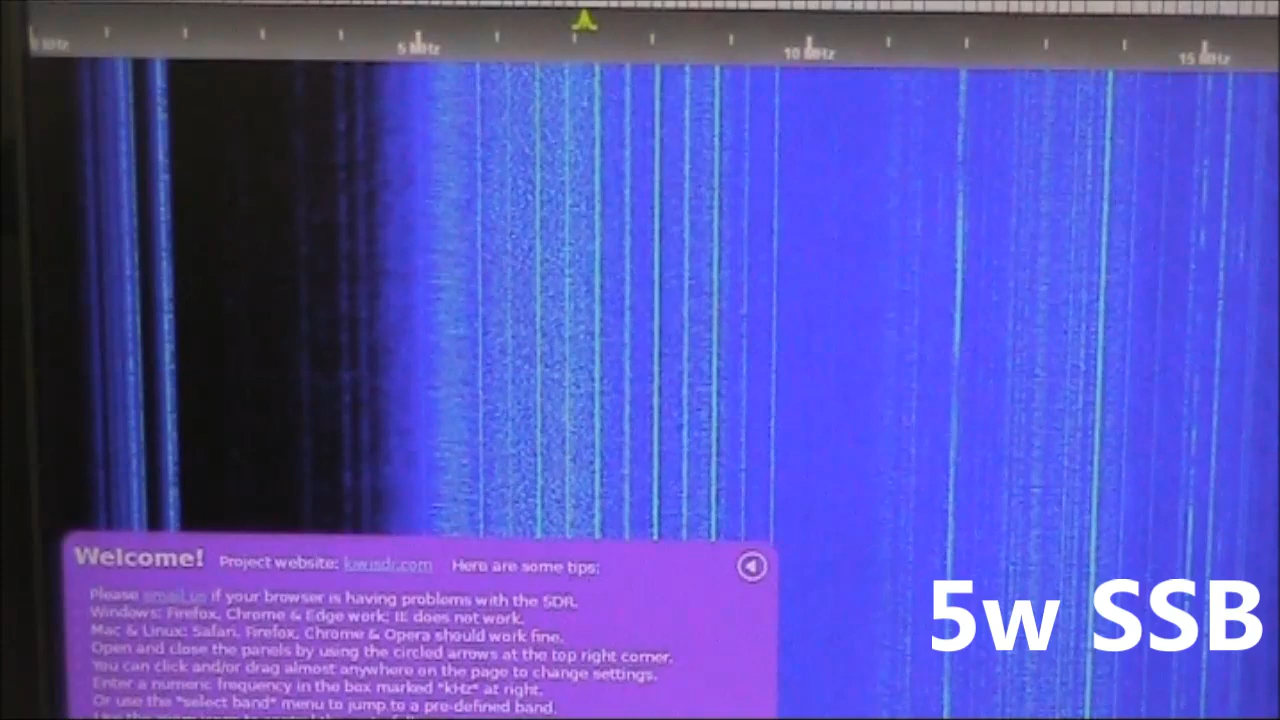 5 MHz
10 MHz
15 MHz
Welcome! Project website: kiwisdr.com Here are some tips:
Please email us if your browser is having problems with the SDR.
Windows: Firefox, Chrome & Edge work; IE does not work.
Mac & Linux: Safari, Firefox, Chrome & Opera should work fine.
Open and close the panels by using the circled arrows at the top right corner.
You can click and/or drag almost anywhere on the page to change settings.
Enter a numeric frequency in the box marked "kHz" at right.
Or use the "select band" menu to jump to a pre-defined band.
5w SSB